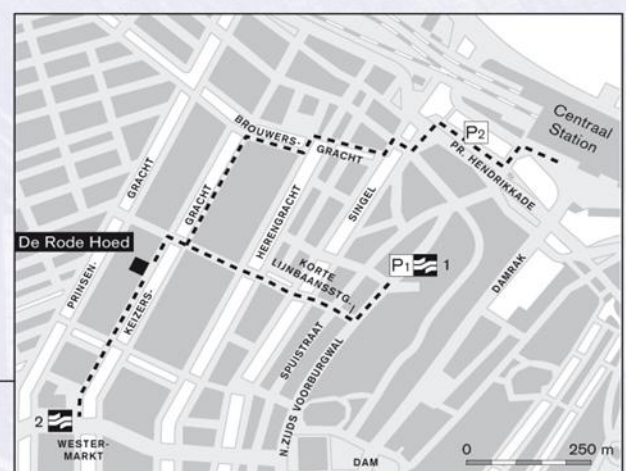 Centraal
Station
P2
PR. HENDRIKKADE
BROUWERS-
GRACHT
GRACHT
GRACHT
HERENGRACHT
SINGEL
De Rode Hoed
PRINSEN-
KEIZERS-
KORTE
LIJNBAANSSTG.
P1
1
DAMRAK
SPUISTRAAT
N.ZIJDS VOORBURGWAL
2
WESTER-
MARKT
DAM
0
250 m